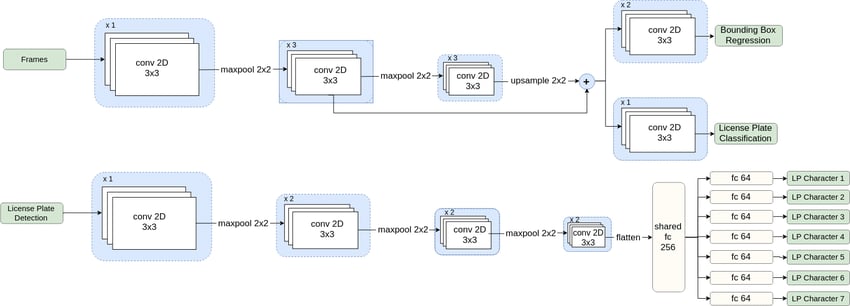 Frames
x 1
conv 2D
3x3
maxpool 2x2
x 3
conv 2D
3x3
maxpool 2x2
x 3
conv 2D
3x3
upsample 2x2
+
x 2
conv 2D
3x3
Bounding Box
Regression
x 1
conv 2D
3x3
License Plate
Classification
License Plate
Detection
x 1
conv 2D
3x3
maxpool 2x2
x 2
conv 2D
3x3
maxpool 2x2
x 2
conv 2D
3x3
maxpool 2x2
x 2
conv 2D
3x3
flatten
shared
fc
256
fc 64
LP Character 1
fc 64
LP Character 2
fc 64
LP Character 3
fc 64
LP Character 4
fc 64
LP Character 5
fc 64
LP Character 6
fc 64
LP Character 7